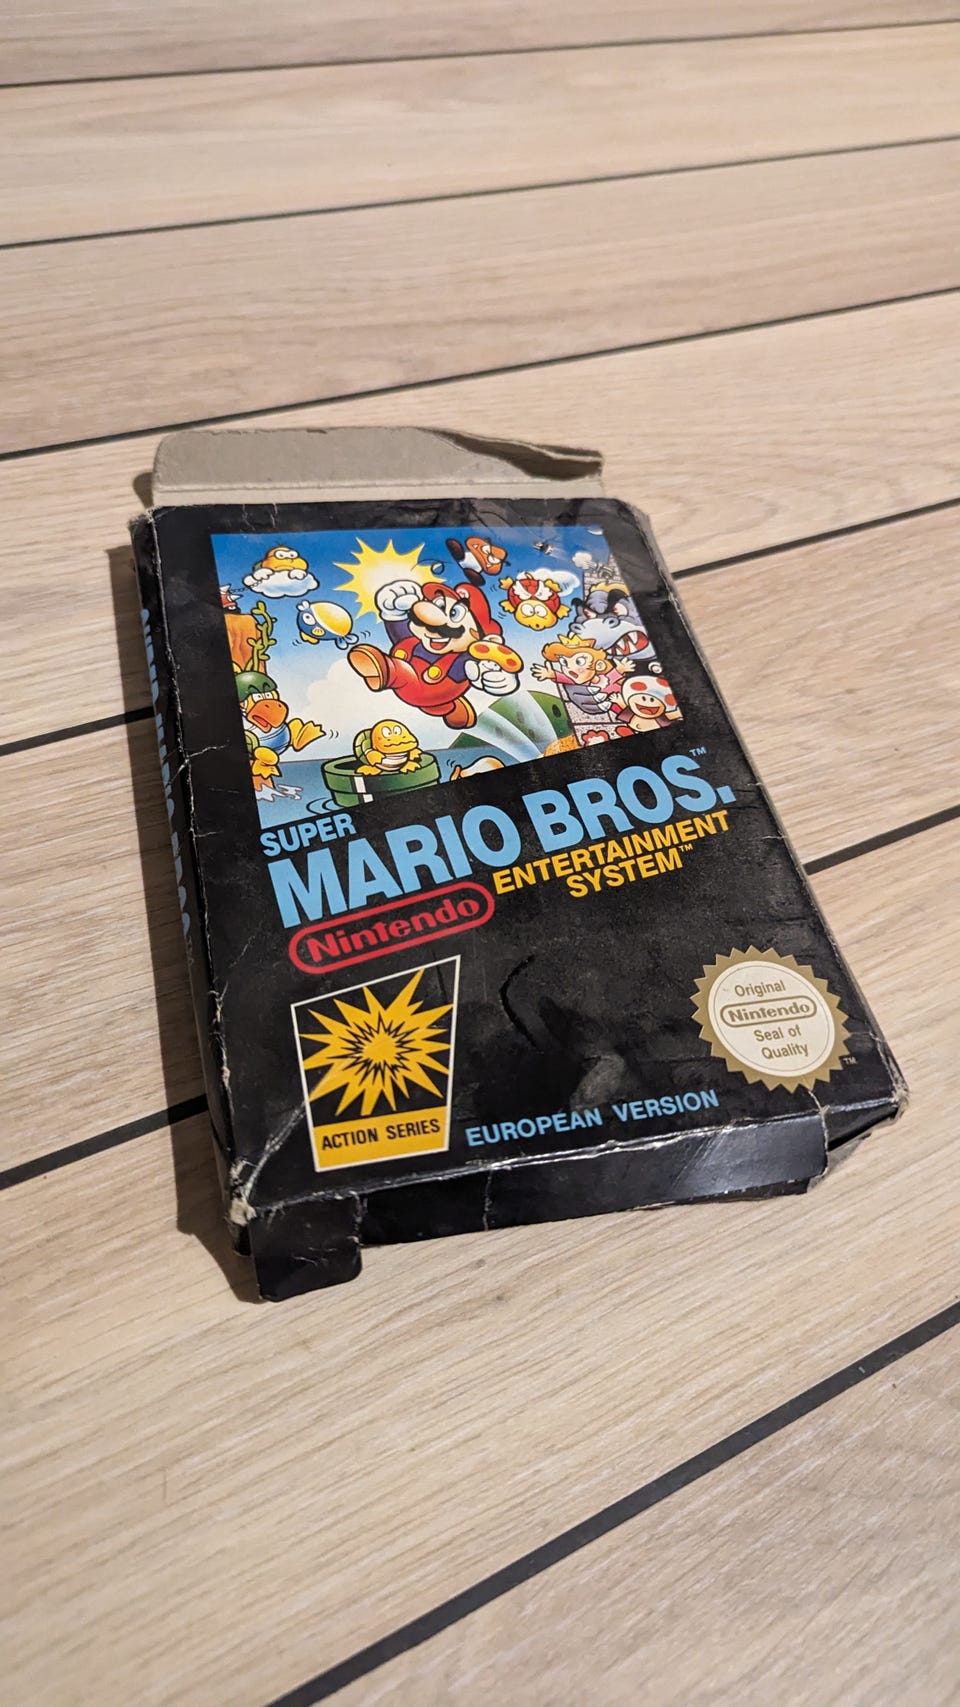 SUPER
MARIO BROS.™
Nintendo
ENTERTAINMENT
SYSTEM™
ACTION SERIES
EUROPEAN VERSION
Original
Nintendo
Seal of
Quality
TM